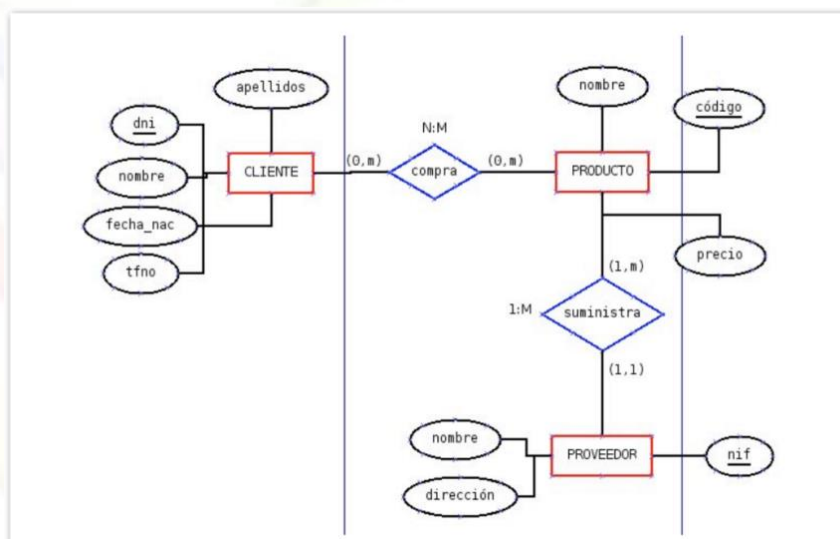 apellidos
dni
nombre
fecha_nac
tfno
CLIENTE
(0,m)
N:M
compra
(0,m)
nombre
código
PRODUCTO
precio
(1,m)
1:M
suministra
(1,1)
nombre
dirección
PROVEEDOR
nif